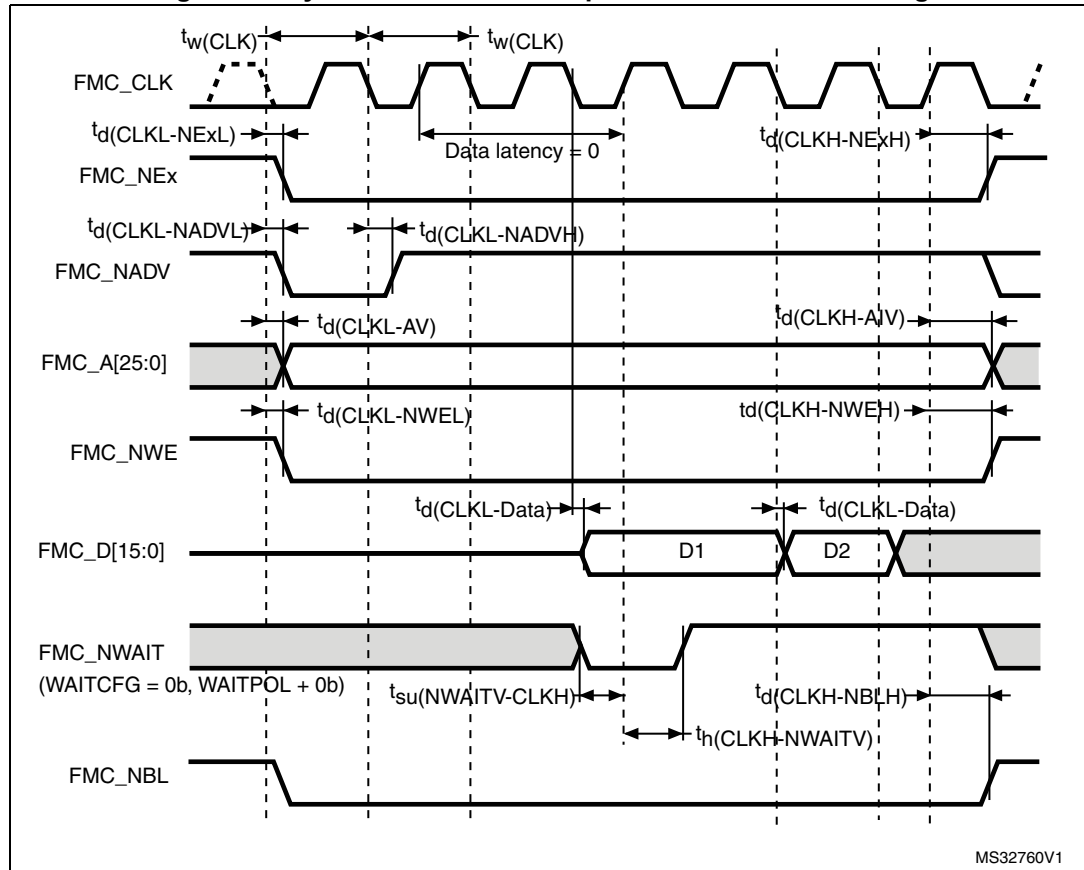 tw(CLK) tw(CLK)
FMC_CLK
td(CLKL-NExL) Data latency = 0 td(CLKH-NExH)
FMC_NEx
td(CLKL-NADVL) td(CLKL-NADVH)
FMC_NADV
td(CLKL-AV) td(CLKH-AIV)
FMC_A[25:0]
td(CLKL-NWEL) td(CLKH-NWEH)
FMC_NWE
td(CLKL-Data) td(CLKL-Data)
FMC_D[15:0] D1 D2
FMC_NWAIT
(WAITCFG = 0b, WAITPOL + 0b)
tsu(NWAITV-CLKH) td(CLKH-NBLH)
th(CLKH-NWAITV)
FMC_NBL
MS32760V1